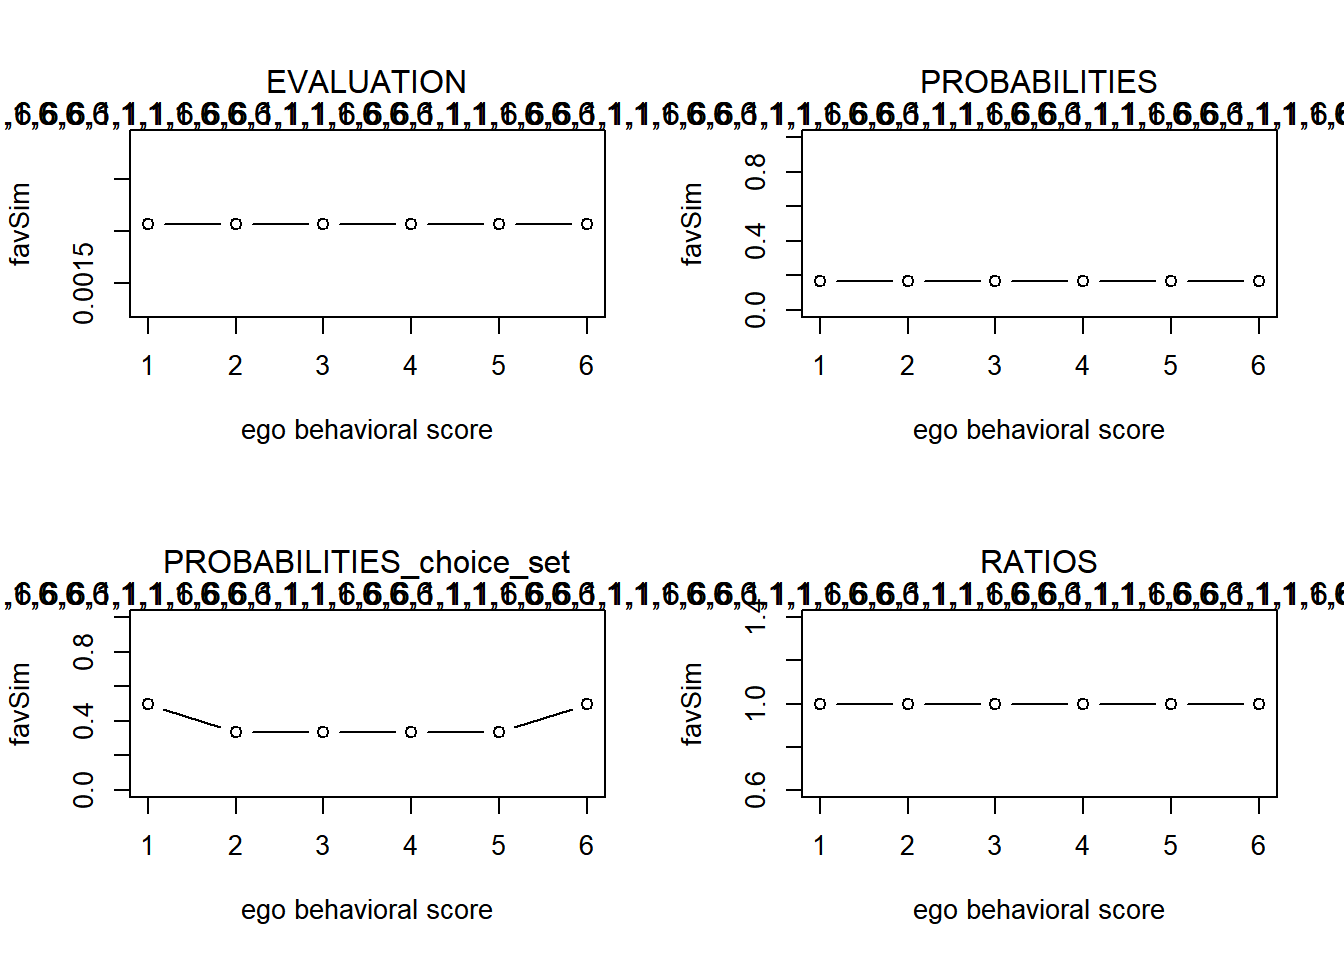 EVALUATION
favSim
0.0015
1 2 3 4 5 6
ego behavioral score
PROBABILITIES
favSim
0.0 0.4 0.8
1 2 3 4 5 6
ego behavioral score
PROBABILITIES_choice_set
favSim
0.0 0.4 0.8
1 2 3 4 5 6
ego behavioral score
RATIOS
favSim
0.6 1.0 1.4
1 2 3 4 5 6
ego behavioral score